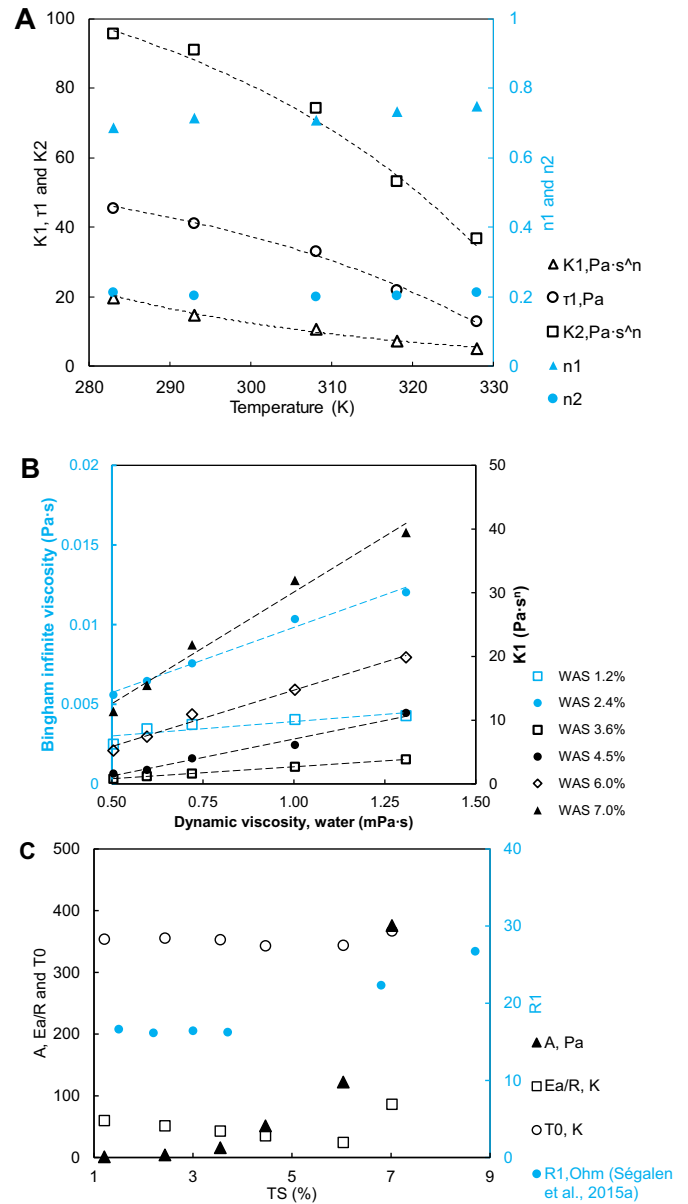 A
100
80
60
40
20
0
K1, τ1 and K2
1
0.8
0.6
0.4
0.2
0
n1 and n2
280
290
300
310
320
330
Temperature (K)
K1,Pa·s^n
τ1,Pa
K2,Pa·s^n
n1
n2
B
0.02
0.015
0.01
0.005
0
Bingham infinite viscosity (Pa·s)
50
40
30
20
10
0
K1 (Pa·sⁿ)
0.50
0.75
1.00
1.25
1.50
Dynamic viscosity, water (mPa·s)
WAS 1.2%
WAS 2.4%
WAS 3.6%
WAS 4.5%
WAS 6.0%
WAS 7.0%
C
500
400
300
200
100
0
A, Ea/R and T0
40
30
20
10
0
R1
1
3
5
7
9
TS (%)
A, Pa
Ea/R, K
T0, K
R1,Ohm (Ségalen
et al., 2015a)